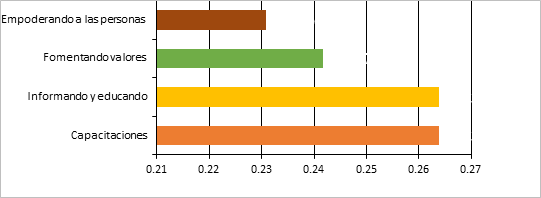 Empoderando a las personas
Fomentando valores
Informando y educando
Capacitaciones
0.21 0.22 0.23 0.24 0.25 0.26 0.27